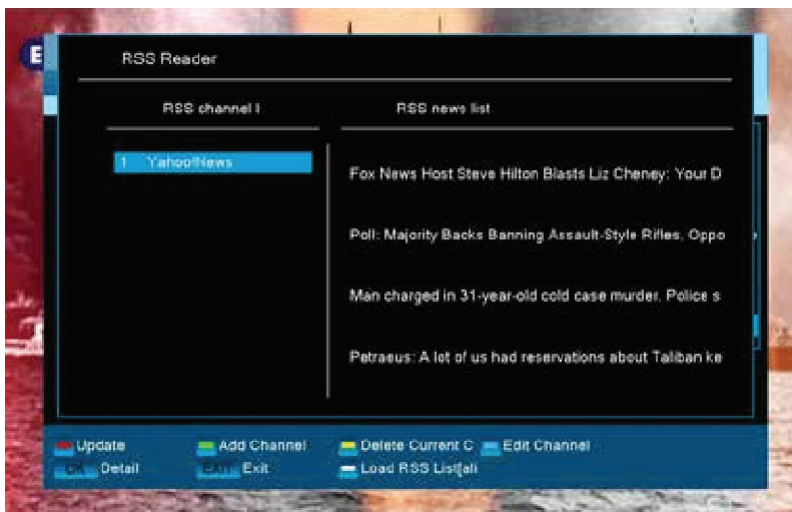 E
RSS Reader
RSS channel l
RSS news list
1 Yahoo!News
Fox News Host Steve Hilton Blasts Liz Cheney: Your D
Poll: Majority Backs Banning Assault-Style Rifles, Oppo
Man charged in 31-year-old cold case murder. Police s
Petraeus: A lot of us had reservations about Taliban ke
Update Add Channel Delete Current C Edit Channel
OK Detail EXIT Exit Load RSS List[ali